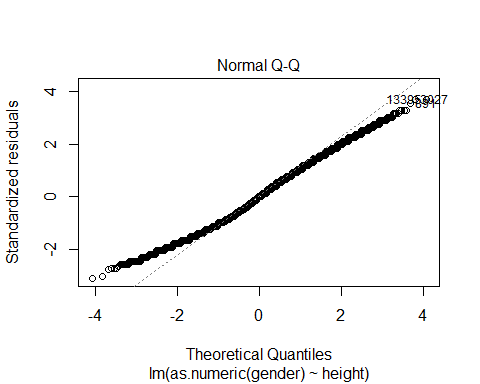 Normal Q-Q
Standardized residuals
4
2
0
-2
-4
-2
0
2
4
Theoretical Quantiles
lm(as.numeric(gender) ~ height)